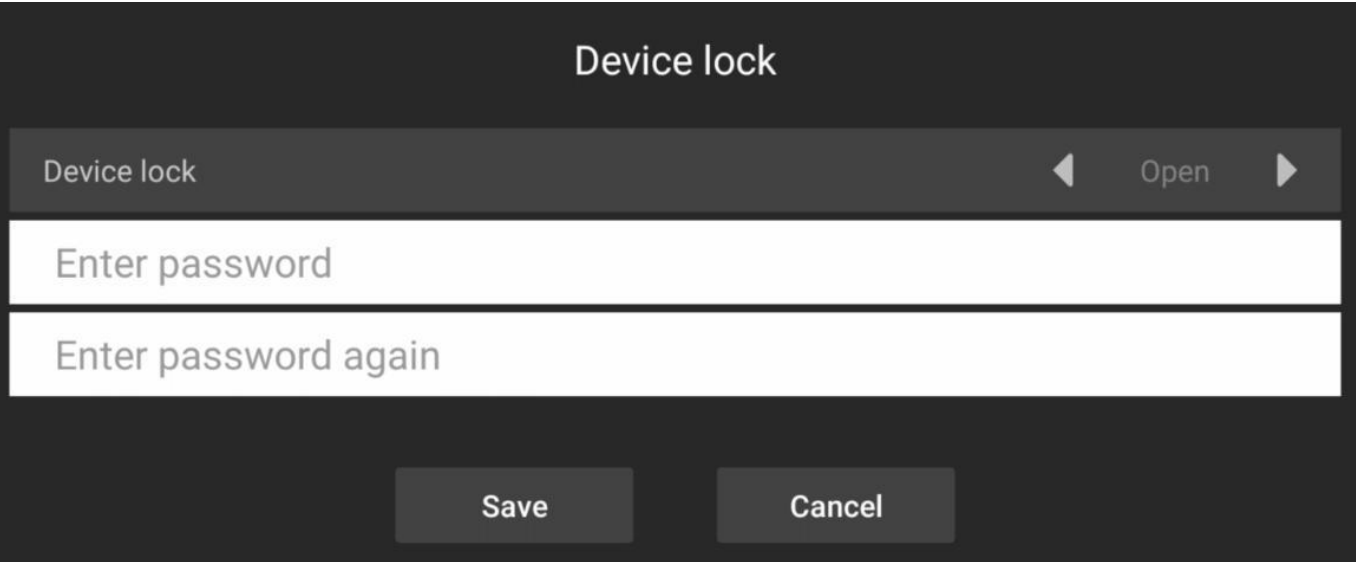 Device lock
Device lock Open
Enter password
Enter password again
Save Cancel